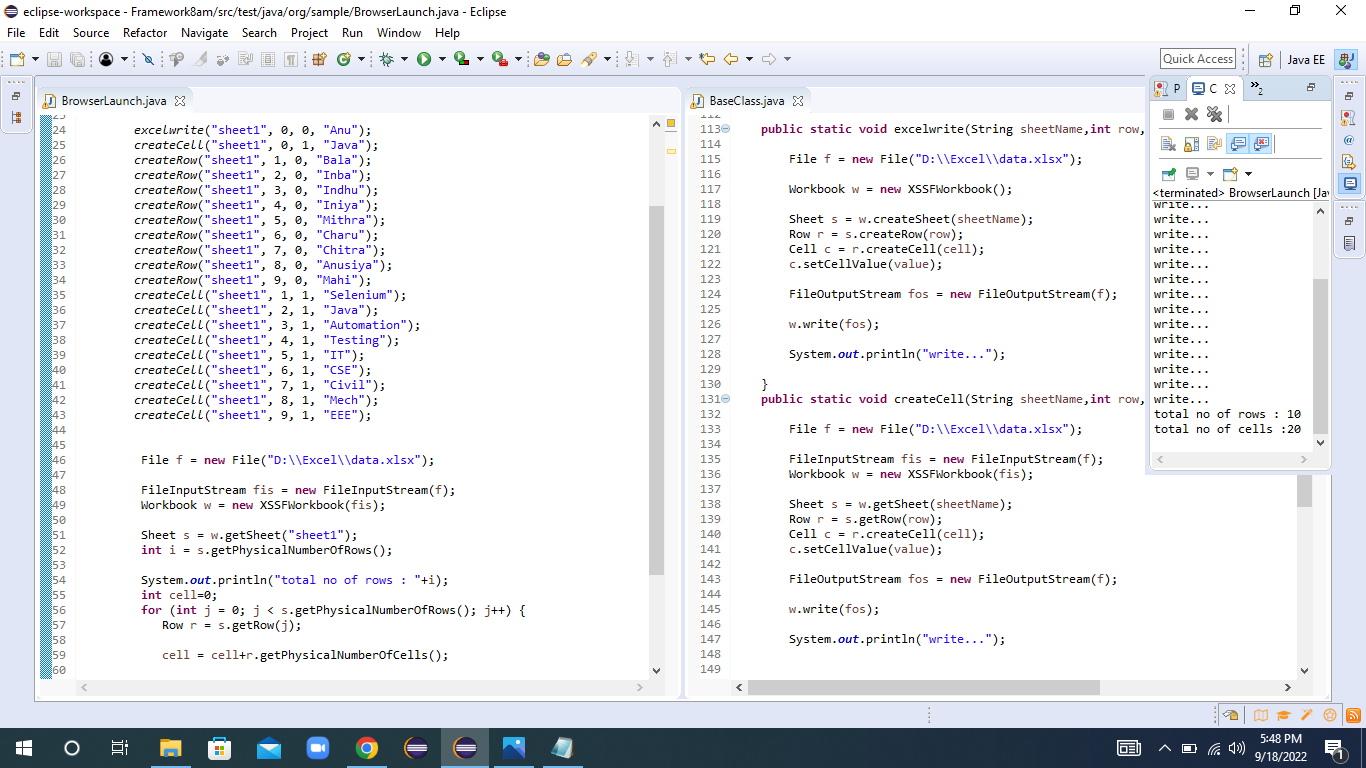 eclipse-workspace - Framework8am/src/test/java/org/sample/BrowserLaunch.java - Eclipse
File Edit Source Refactor Navigate Search Project Run Window Help
Quick Access
Java EE
BrowserLaunch.java
24 excelwrite("sheet1", 0, 0, "Anu");
25 createCell("sheet1", 0, 1, "Java");
26 createRow("sheet1", 1, 0, "Bala");
27 createRow("sheet1", 2, 0, "Inba");
28 createRow("sheet1", 3, 0, "Indhu");
29 createRow("sheet1", 4, 0, "Iniya");
30 createRow("sheet1", 5, 0, "Mithra");
31 createRow("sheet1", 6, 0, "Charu");
32 createRow("sheet1", 7, 0, "Chitra");
33 createRow("sheet1", 8, 0, "Anusiya");
34 createRow("sheet1", 9, 0, "Mahi");
35 createCell("sheet1", 1, 1, "Selenium");
36 createCell("sheet1", 2, 1, "Java");
37 createCell("sheet1", 3, 1, "Automation");
38 createCell("sheet1", 4, 1, "Testing");
39 createCell("sheet1", 5, 1, "IT");
40 createCell("sheet1", 6, 1, "CSE");
41 createCell("sheet1", 7, 1, "Civil");
42 createCell("sheet1", 8, 1, "Mech");
43 createCell("sheet1", 9, 1, "EEE");
44
45
46 File f = new File("D:\\Excel\\data.xlsx");
47
48 FileInputStream fis = new FileInputStream(f);
49 Workbook w = new XSSFWorkbook(fis);
50
51 Sheet s = w.getSheet("sheet1");
52 int i = s.getPhysicalNumberOfRows();
53
54 System.out.println("total no of rows : "+i);
55 int cell=0;
56 for (int j = 0; j < s.getPhysicalNumberOfRows(); j++) {
57 Row r = s.getRow(j);
58
59 cell = cell+r.getPhysicalNumberOfCells();
60
BaseClass.java
112
113 public static void excelwrite(String sheetName,int row,
114
115 File f = new File("D:\\Excel\\data.xlsx");
116
117 Workbook w = new XSSFWorkbook();
118
119 Sheet s = w.createSheet(sheetName);
120 Row r = s.createRow(row);
121 Cell c = r.createCell(cell);
122 c.setCellValue(value);
123
124 FileOutputStream fos = new FileOutputStream(f);
125
126 w.write(fos);
127
128 System.out.println("write...");
129
130 }
131 public static void createCell(String sheetName,int row,
132
133 File f = new File("D:\\Excel\\data.xlsx");
134
135 FileInputStream fis = new FileInputStream(f);
136 Workbook w = new XSSFWorkbook(fis);
137
138 Sheet s = w.getSheet(sheetName);
139 Row r = s.getRow(row);
140 Cell c = r.createCell(cell);
141 c.setCellValue(value);
142
143 FileOutputStream fos = new FileOutputStream(f);
144
145 w.write(fos);
146
147 System.out.println("write...");
148
149
P C 2
<terminated> BrowserLaunch [Jav
write...
write...
write...
write...
write...
write...
write...
write...
write...
write...
write...
write...
write...
write...
total no of rows : 10
total no of cells :20
5:48 PM
9/18/2022
1